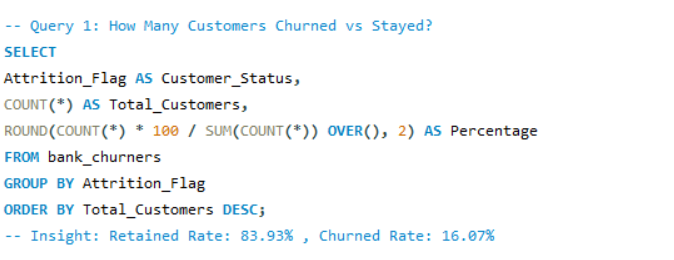 -- Query 1: How Many Customers Churned vs Stayed?
SELECT
Attrition_Flag AS Customer_Status,
COUNT(*) AS Total_Customers,
ROUND(COUNT(*) * 100 / SUM(COUNT(*)) OVER(), 2) AS Percentage
FROM bank_churners
GROUP BY Attrition_Flag
ORDER BY Total_Customers DESC;
-- Insight: Retained Rate: 83.93% , Churned Rate: 16.07%